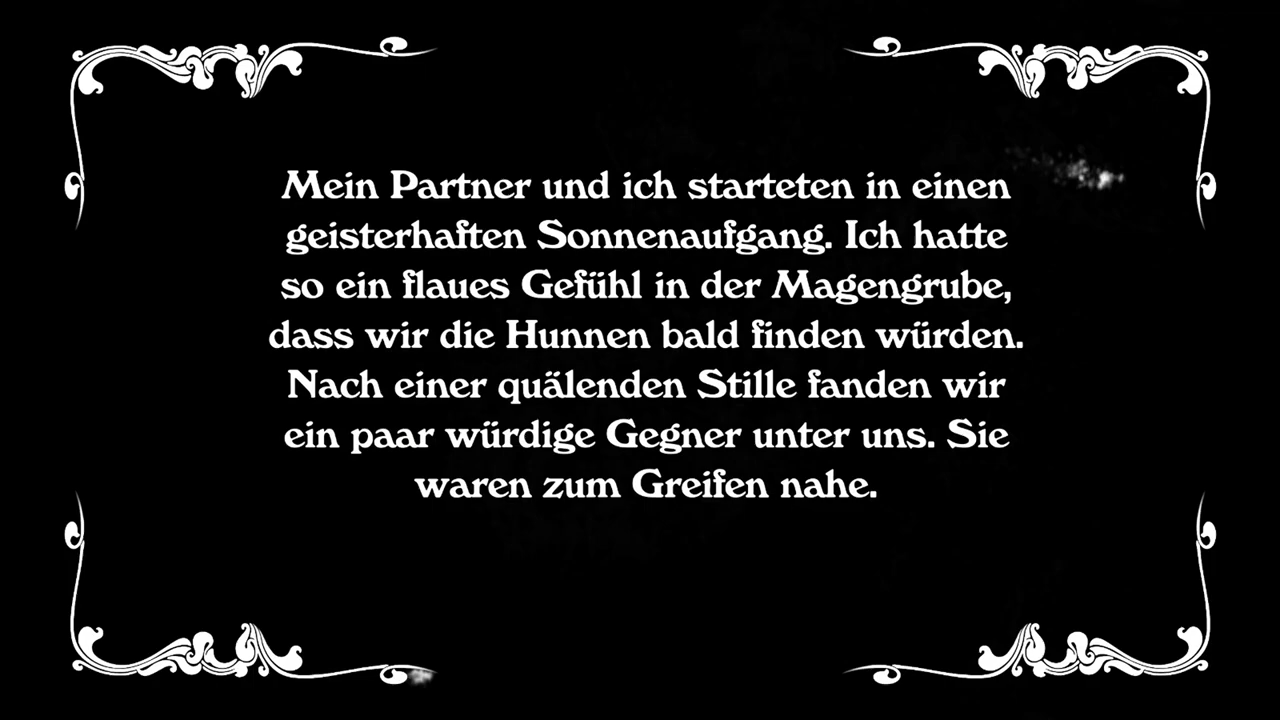 Mein Partner und ich starteten in einen
geisterhaften Sonnenaufgang. Ich hatte
so ein flaues Gefühl in der Magengrube,
dass wir die Hunnen bald finden würden.
Nach einer quälenden Stille fanden wir
ein paar würdige Gegner unter uns. Sie
waren zum Greifen nahe.